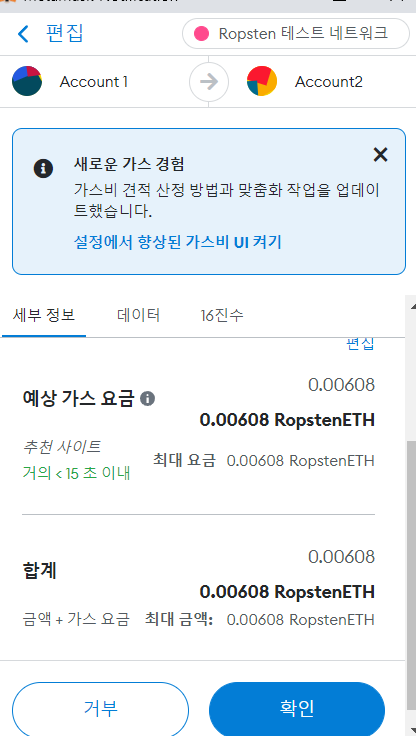 MetaMask Notification
편집
Ropsten 테스트 네트워크
Account 1
Account2
새로운 가스 경험
가스비 견적 산정 방법과 맞춤화 작업을 업데이
트했습니다.
설정에서 향상된 가스비 UI 켜기
세부 정보
데이터
16진수
편집
예상 가스 요금
0.00608
0.00608 RopstenETH
추천 사이트
거의 < 15 초 이내
최대 요금 0.00608 RopstenETH
합계
0.00608
0.00608 RopstenETH
금액 + 가스 요금 최대 금액: 0.00608 RopstenETH
거부
확인